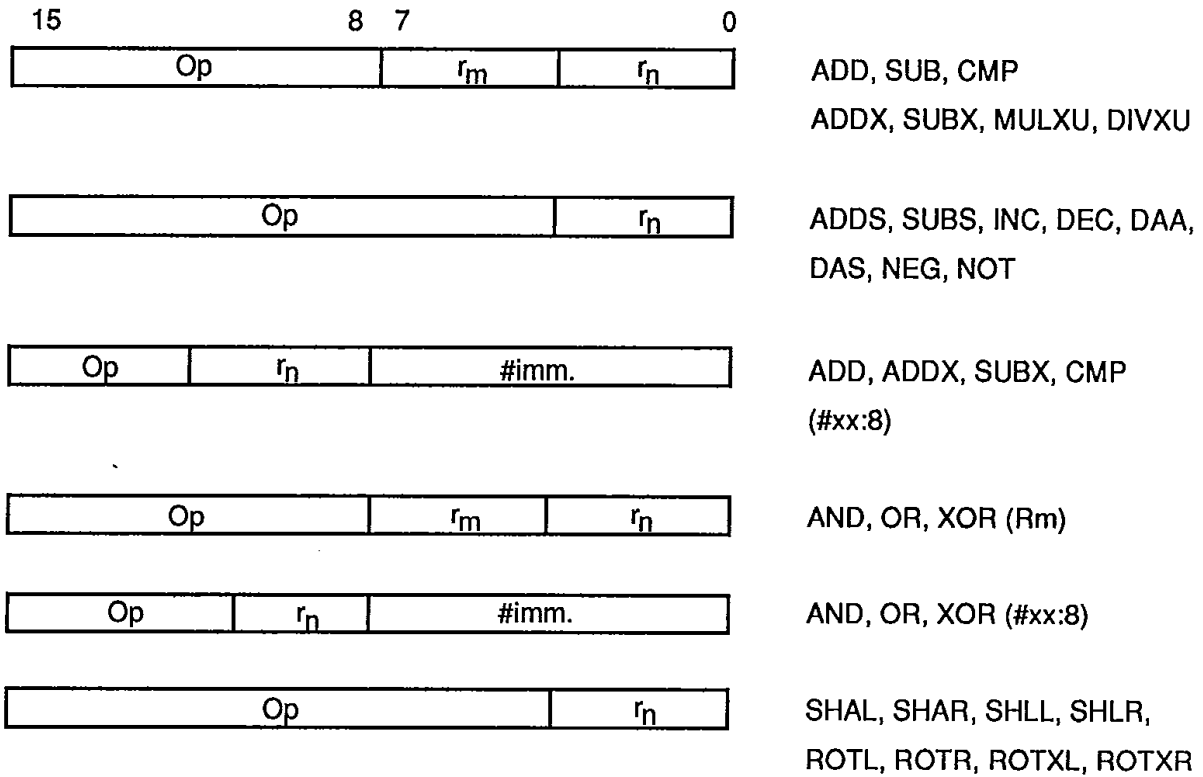 15 8 7 0
Op rm rn ADD, SUB, CMP
ADDX, SUBX, MULXU, DIVXU
Op rn ADDS, SUBS, INC, DEC, DAA,
DAS, NEG, NOT
Op rn #imm. ADD, ADDX, SUBX, CMP
(#xx:8)
Op rm rn AND, OR, XOR (Rm)
Op rn #imm. AND, OR, XOR (#xx:8)
Op rn SHAL, SHAR, SHLL, SHLR,
ROTL, ROTR, ROTXL, ROTXR